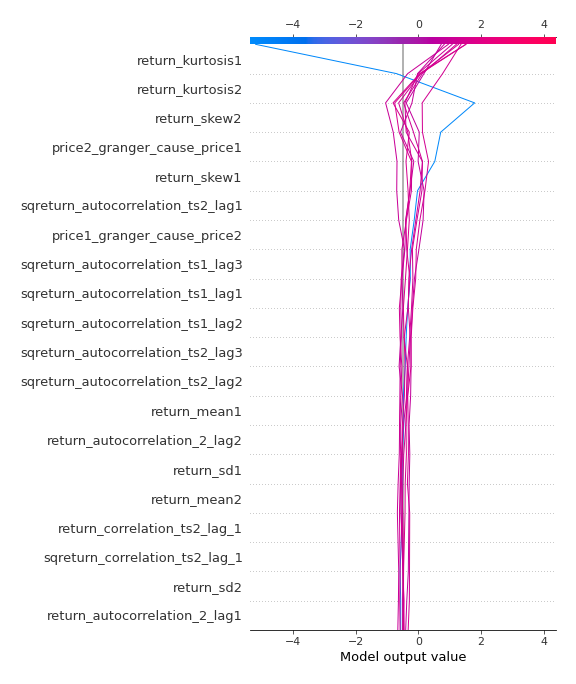 −4 −2 0 2 4
return_kurtosis1
return_kurtosis2
return_skew2
price2_granger_cause_price1
return_skew1
sqreturn_autocorrelation_ts2_lag1
price1_granger_cause_price2
sqreturn_autocorrelation_ts1_lag3
sqreturn_autocorrelation_ts1_lag1
sqreturn_autocorrelation_ts1_lag2
sqreturn_autocorrelation_ts2_lag3
sqreturn_autocorrelation_ts2_lag2
return_mean1
return_autocorrelation_2_lag2
return_sd1
return_mean2
return_correlation_ts2_lag_1
sqreturn_correlation_ts2_lag_1
return_sd2
return_autocorrelation_2_lag1
−4 −2 0 2 4
Model output value